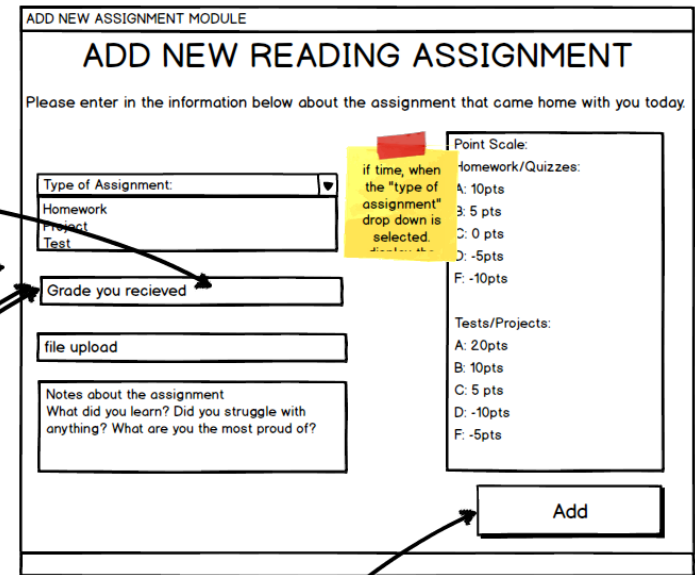 ADD NEW ASSIGNMENT MODULE
ADD NEW READING ASSIGNMENT
Please enter in the information below about the assignment that came home with you today.
Type of Assignment:
Homework
Project
Test
Grade you recieved
file upload
Notes about the assignment
What did you learn? Did you struggle with
anything? What are you the most proud of?
if time, when
the "type of
assignment"
drop down is
selected.
display the
Point Scale:
Homework/Quizzes:
A: 10pts
B: 5 pts
C: 0 pts
D: -5pts
F: -10pts
Tests/Projects:
A: 20pts
B: 10pts
C: 5 pts
D: -10pts
F: -5pts
Add